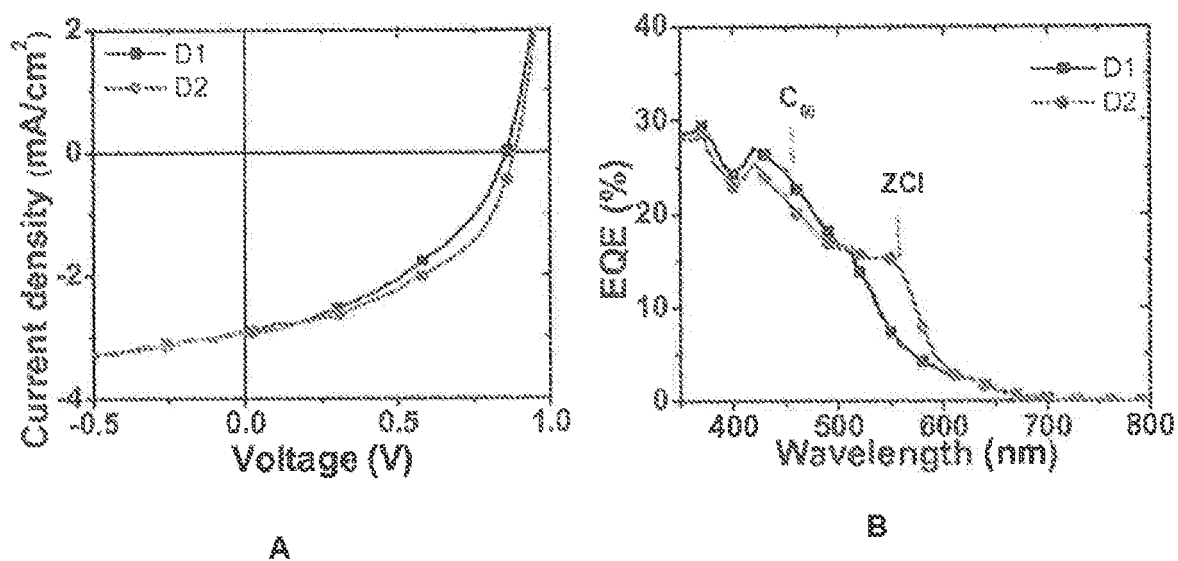 Current density (mA/cm²)
2
0
-2
-4
D1
D2
-0.5
0.0
0.5
1.0
Voltage (V)
A
EQE (%)
40
30
20
10
0
D1
D2
C₆₀
ZCl
400
500
600
700
800
Wavelength (nm)
B